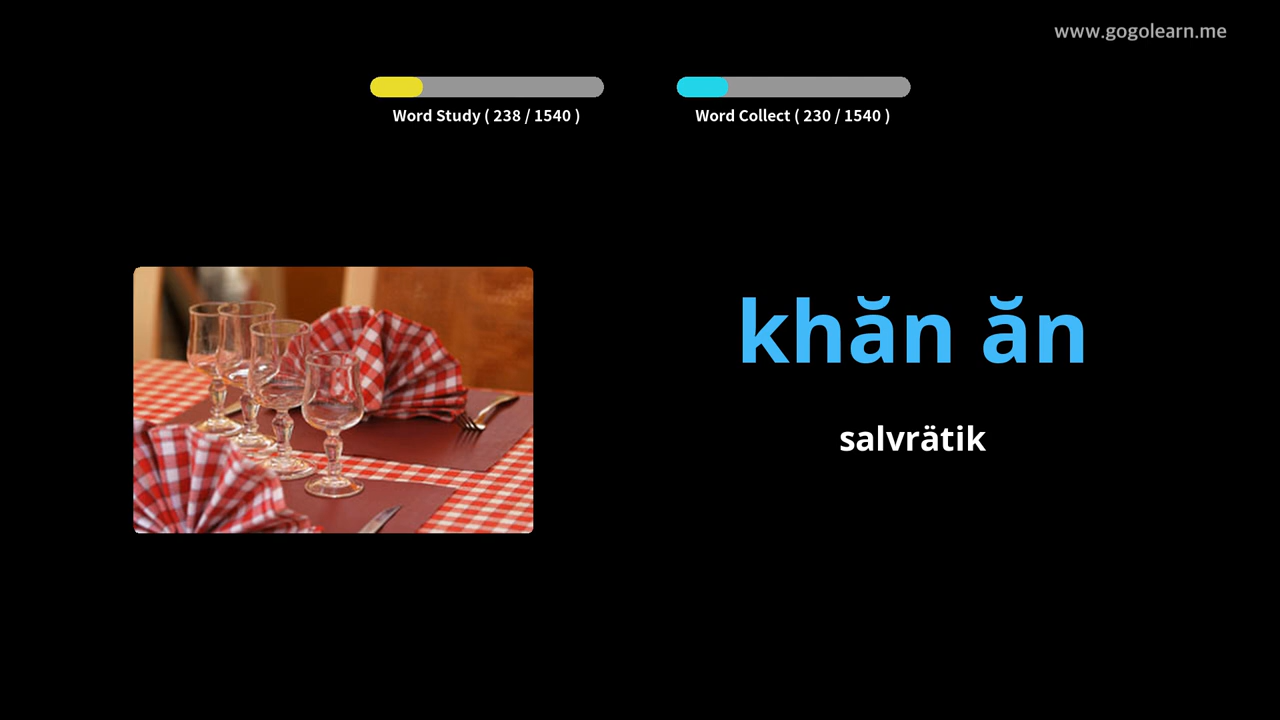 www.gogolearn.me
Word Study ( 238 / 1540 )
Word Collect ( 230 / 1540 )
khăn ăn
salvrätik